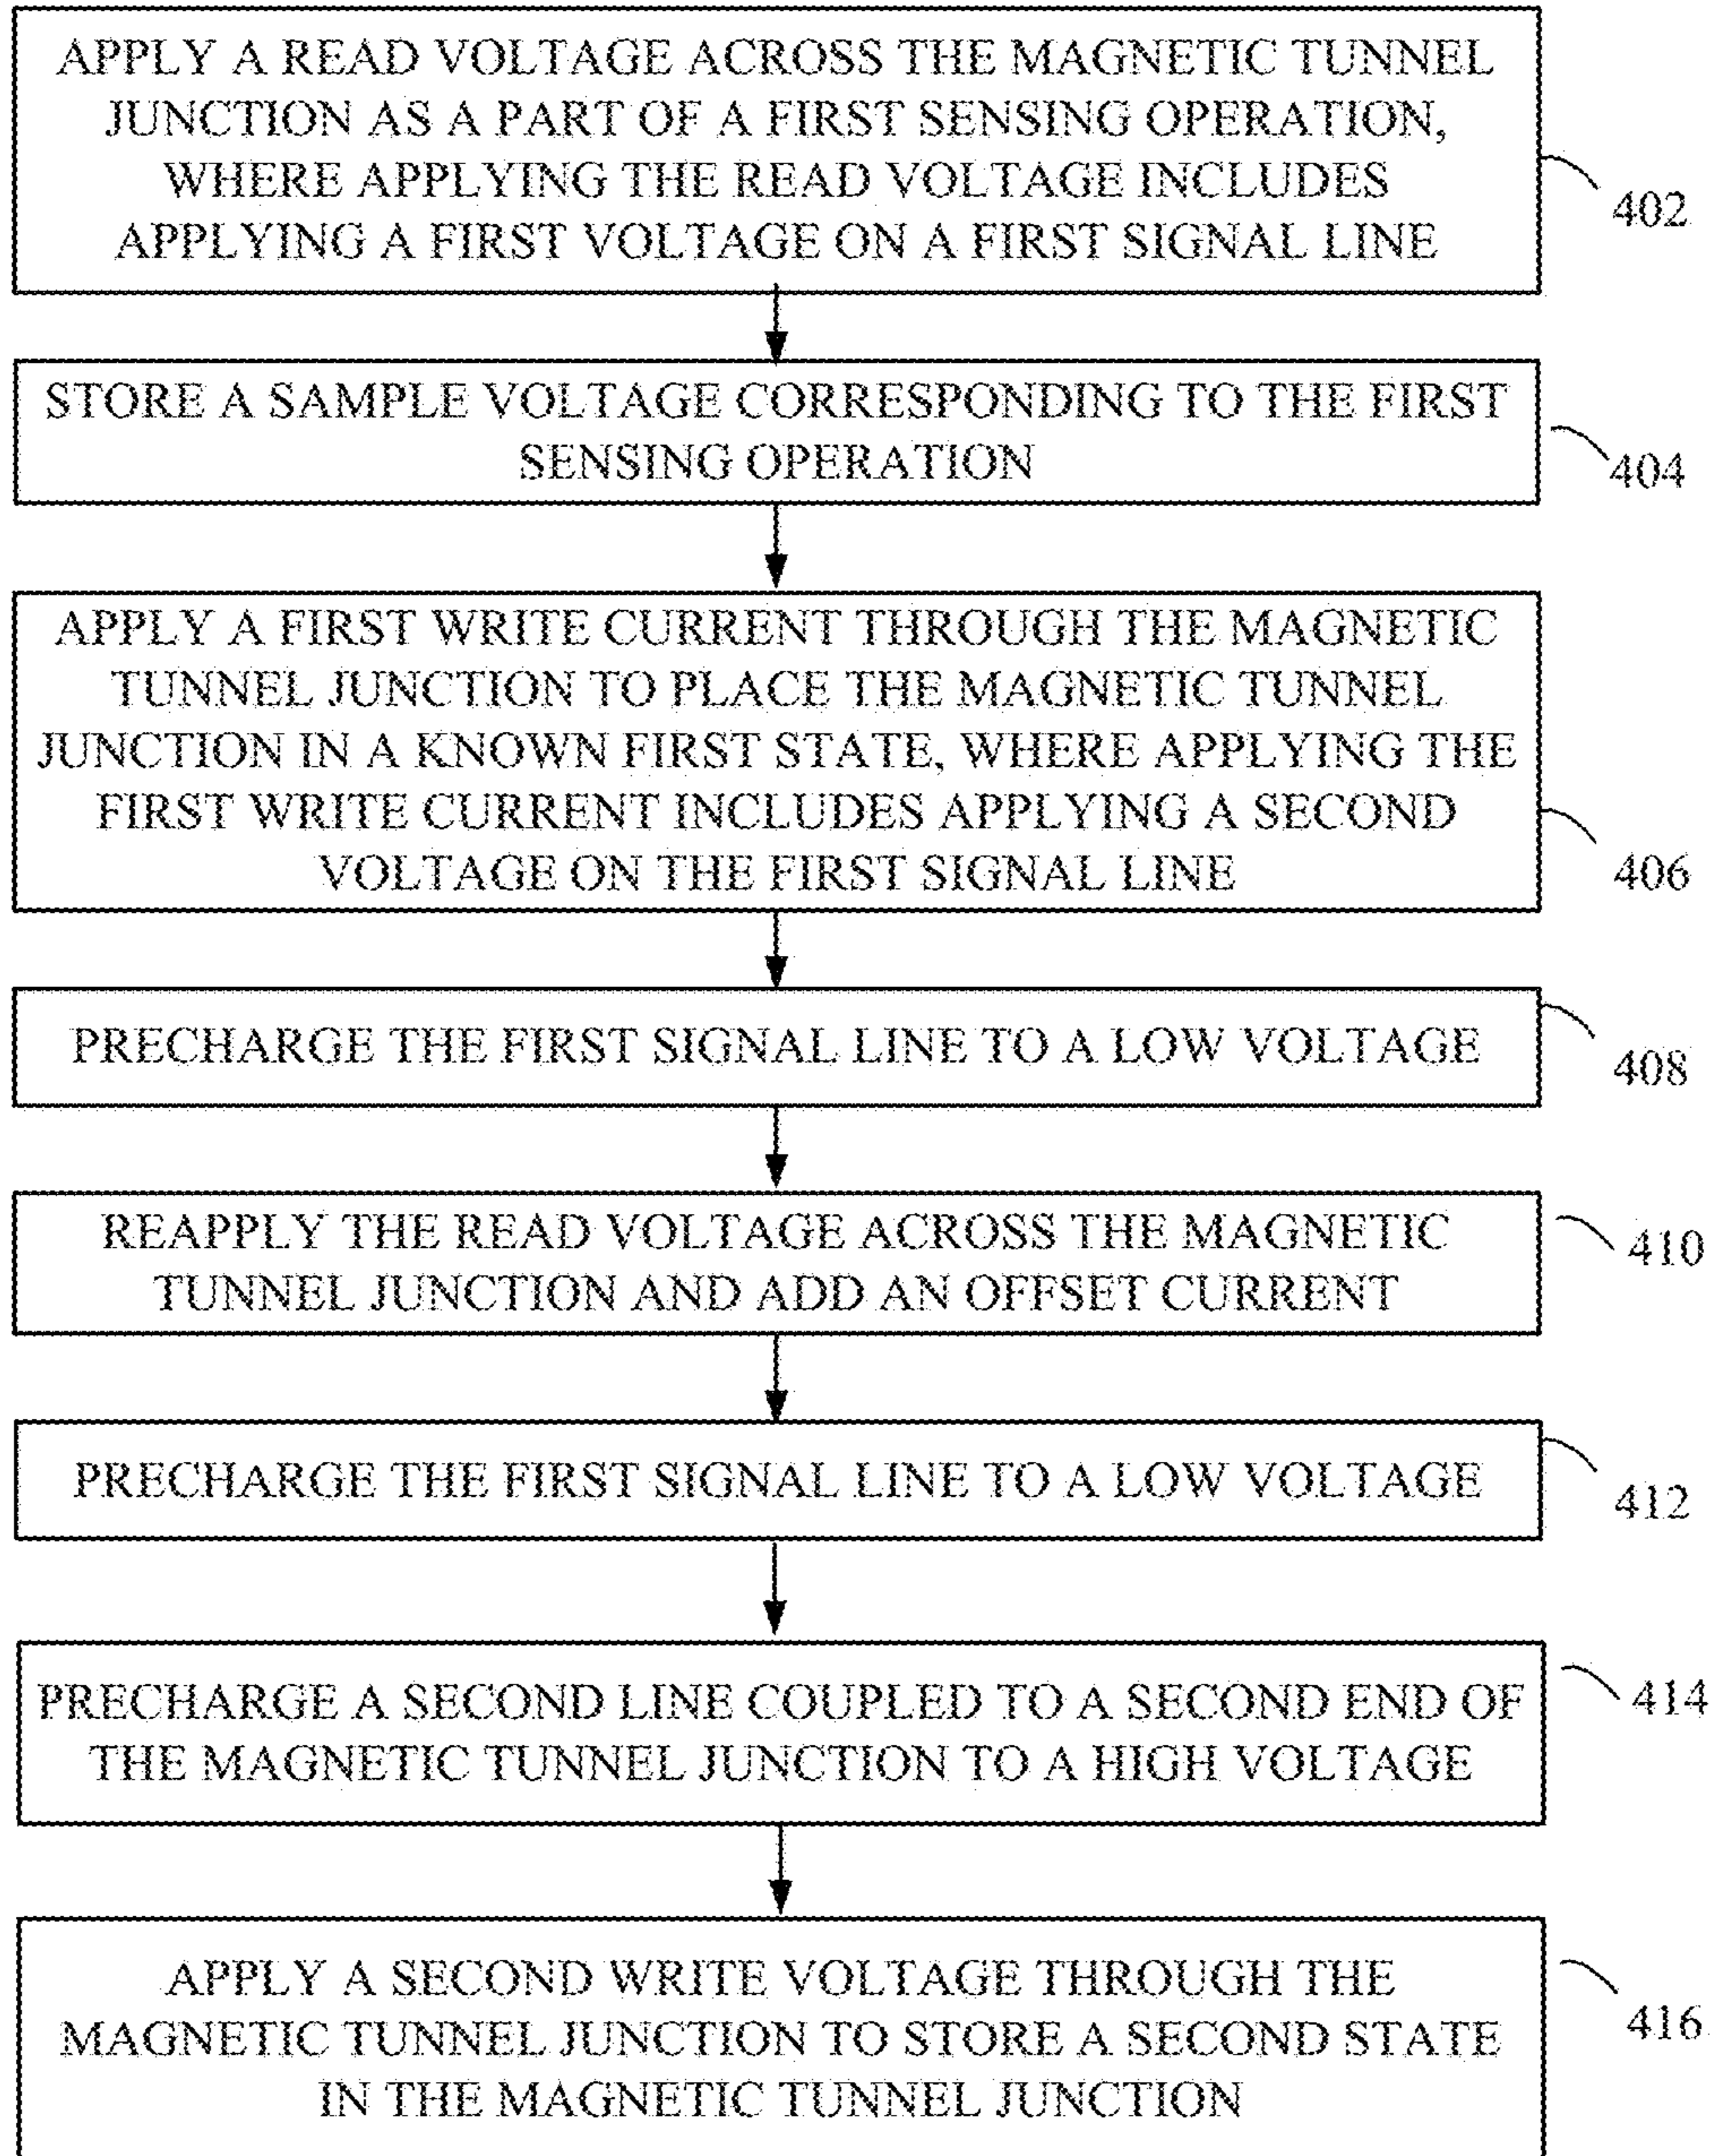 APPLY A READ VOLTAGE ACROSS THE MAGNETIC TUNNEL
JUNCTION AS A PART OF A FIRST SENSING OPERATION,
WHERE APPLYING THE READ VOLTAGE INCLUDES
APPLYING A FIRST VOLTAGE ON A FIRST SIGNAL LINE
402
STORE A SAMPLE VOLTAGE CORRESPONDING TO THE FIRST
SENSING OPERATION
404
APPLY A FIRST WRITE CURRENT THROUGH THE MAGNETIC
TUNNEL JUNCTION TO PLACE THE MAGNETIC TUNNEL
JUNCTION IN A KNOWN FIRST STATE, WHERE APPLYING THE
FIRST WRITE CURRENT INCLUDES APPLYING A SECOND
VOLTAGE ON THE FIRST SIGNAL LINE
406
PRECHARGE THE FIRST SIGNAL LINE TO A LOW VOLTAGE
408
REAPPLY THE READ VOLTAGE ACROSS THE MAGNETIC
TUNNEL JUNCTION AND ADD AN OFFSET CURRENT
410
PRECHARGE THE FIRST SIGNAL LINE TO A LOW VOLTAGE
412
PRECHARGE A SECOND LINE COUPLED TO A SECOND END OF
THE MAGNETIC TUNNEL JUNCTION TO A HIGH VOLTAGE
414
APPLY A SECOND WRITE VOLTAGE THROUGH THE
MAGNETIC TUNNEL JUNCTION TO STORE A SECOND STATE
IN THE MAGNETIC TUNNEL JUNCTION
416